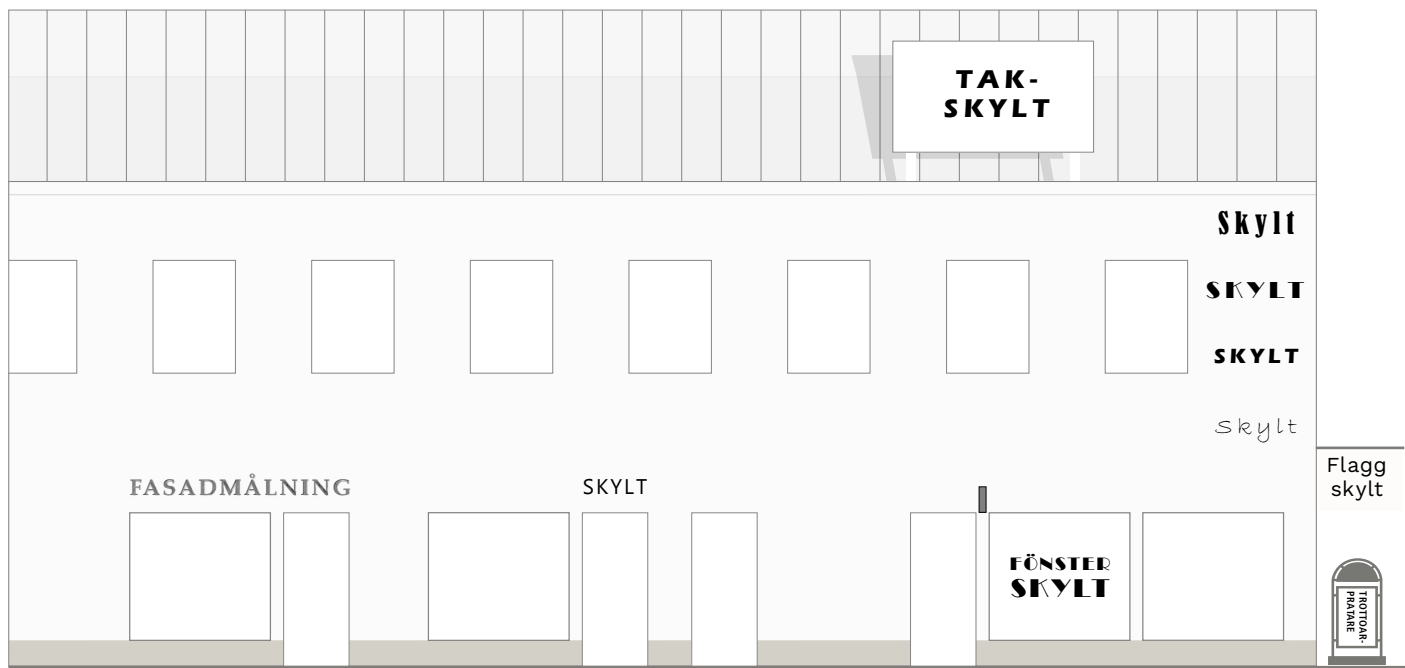 TAK-
SKYLT
Skylt
SKYLT
SKYLT
Skylt
Flagg
skylt
FASADMÅLNING
SKYLT
FÖNSTER
SKYLT
TROTTOAR-
PRATARE